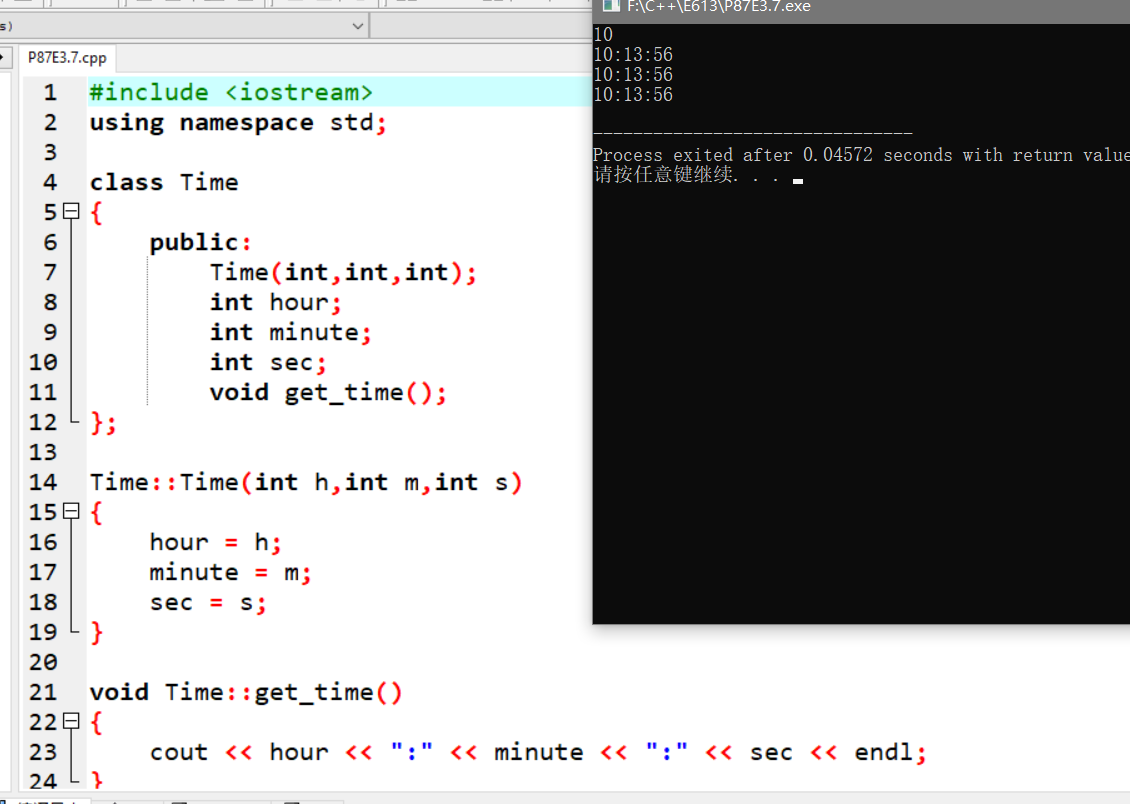 s)
P87E3.7.cpp
1 #include <iostream>
2 using namespace std;
3
4 class Time
5 {
6 public:
7 Time(int,int,int);
8 int hour;
9 int minute;
10 int sec;
11 void get_time();
12 };
13
14 Time::Time(int h,int m,int s)
15 {
16 hour = h;
17 minute = m;
18 sec = s;
19 }
20
21 void Time::get_time()
22 {
23 cout << hour << ":" << minute << ":" << sec << endl;
24 }
F:\C++\E613\P87E3.7.exe
10
10:13:56
10:13:56
10:13:56
--------------------------------
Process exited after 0.04572 seconds with return value
请按任意键继续. . .